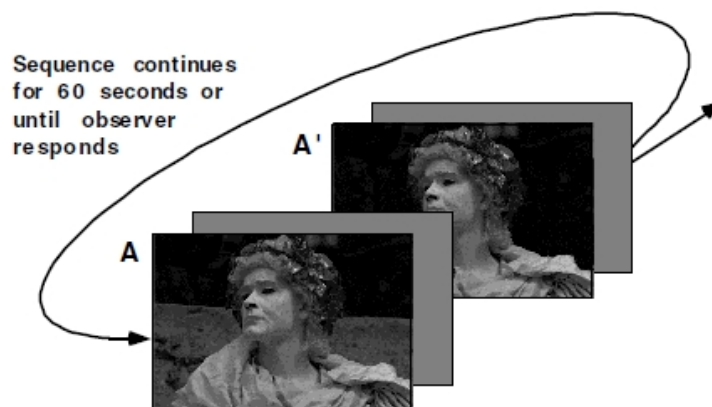 Sequence continues
for 60 seconds or
until observer
responds
A'
A